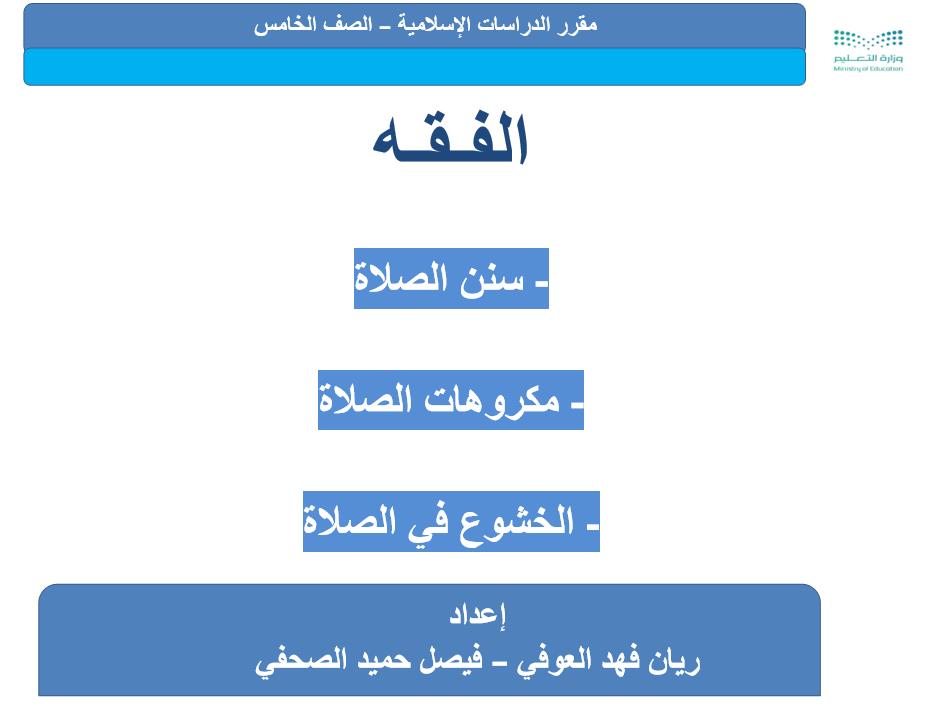 مقرر الدراسات الإسلامية – الصف الخامس
وزارة التعـــليم
Ministry of Education
الفـقـه
- سنن الصلاة
- مكروهات الصلاة
- الخشوع في الصلاة
إعداد
ريان فهد العوفي – فيصل حميد الصحفي